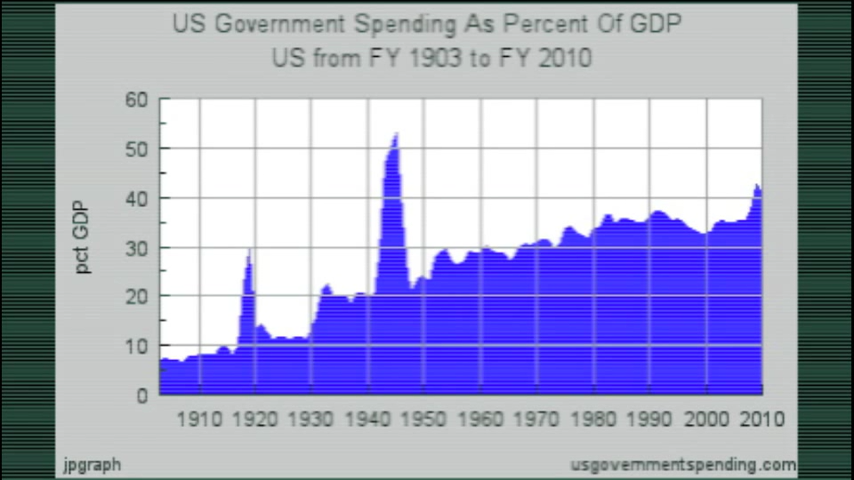 US Government Spending As Percent Of GDP
US from FY 1903 to FY 2010
60
50
40
30
20
10
0
pct GDP
1910 1920 1930 1940 1950 1960 1970 1980 1990 2000 2010
jpgraph
usgovernmentspending.com